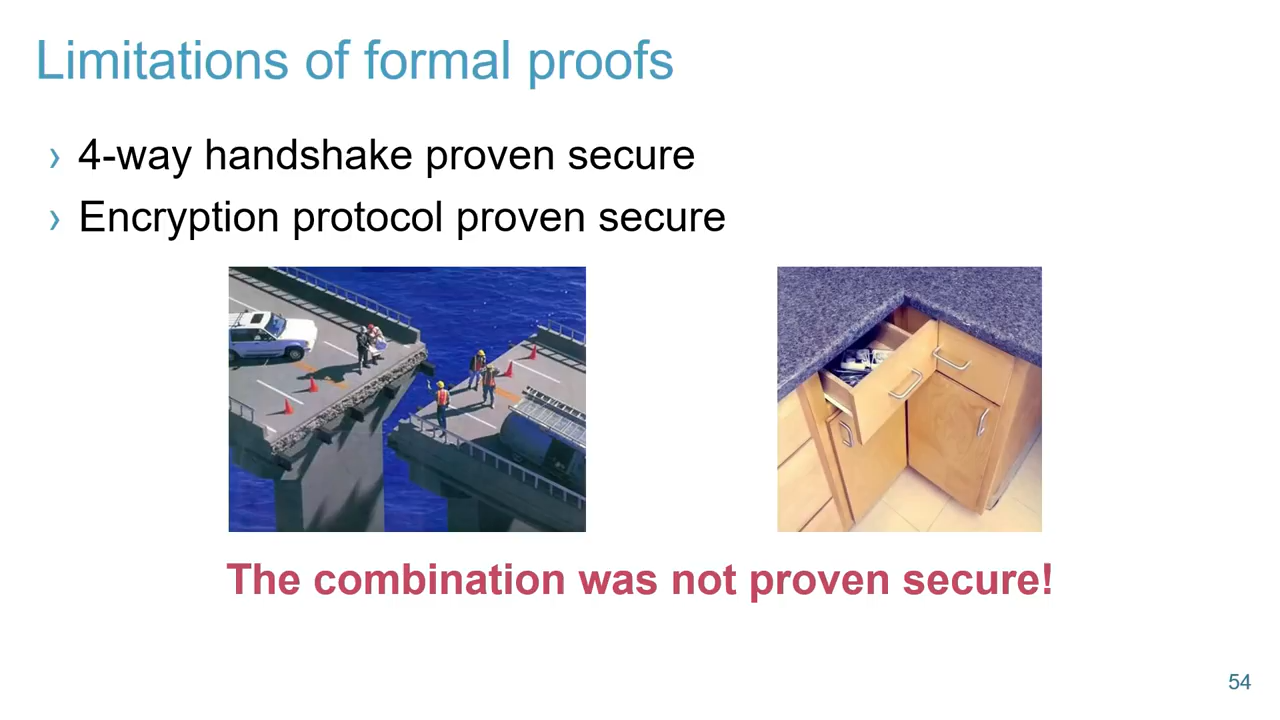 Limitations of formal proofs
› 4-way handshake proven secure
› Encryption protocol proven secure
The combination was not proven secure!
54